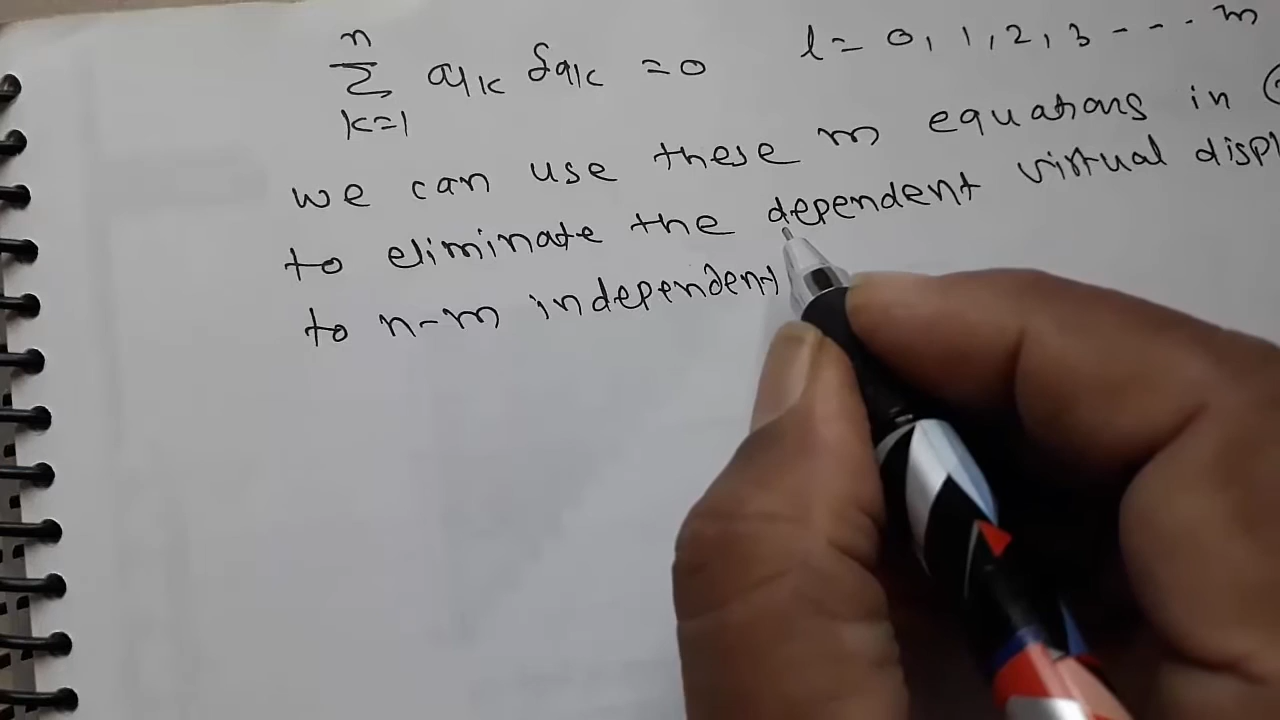 n
Σ a_lk δq_k = 0 l = 0, 1, 2, 3 - - - . m
k=1
we can use these m equations in
to eliminate the dependent virtual displ
to n-m independent